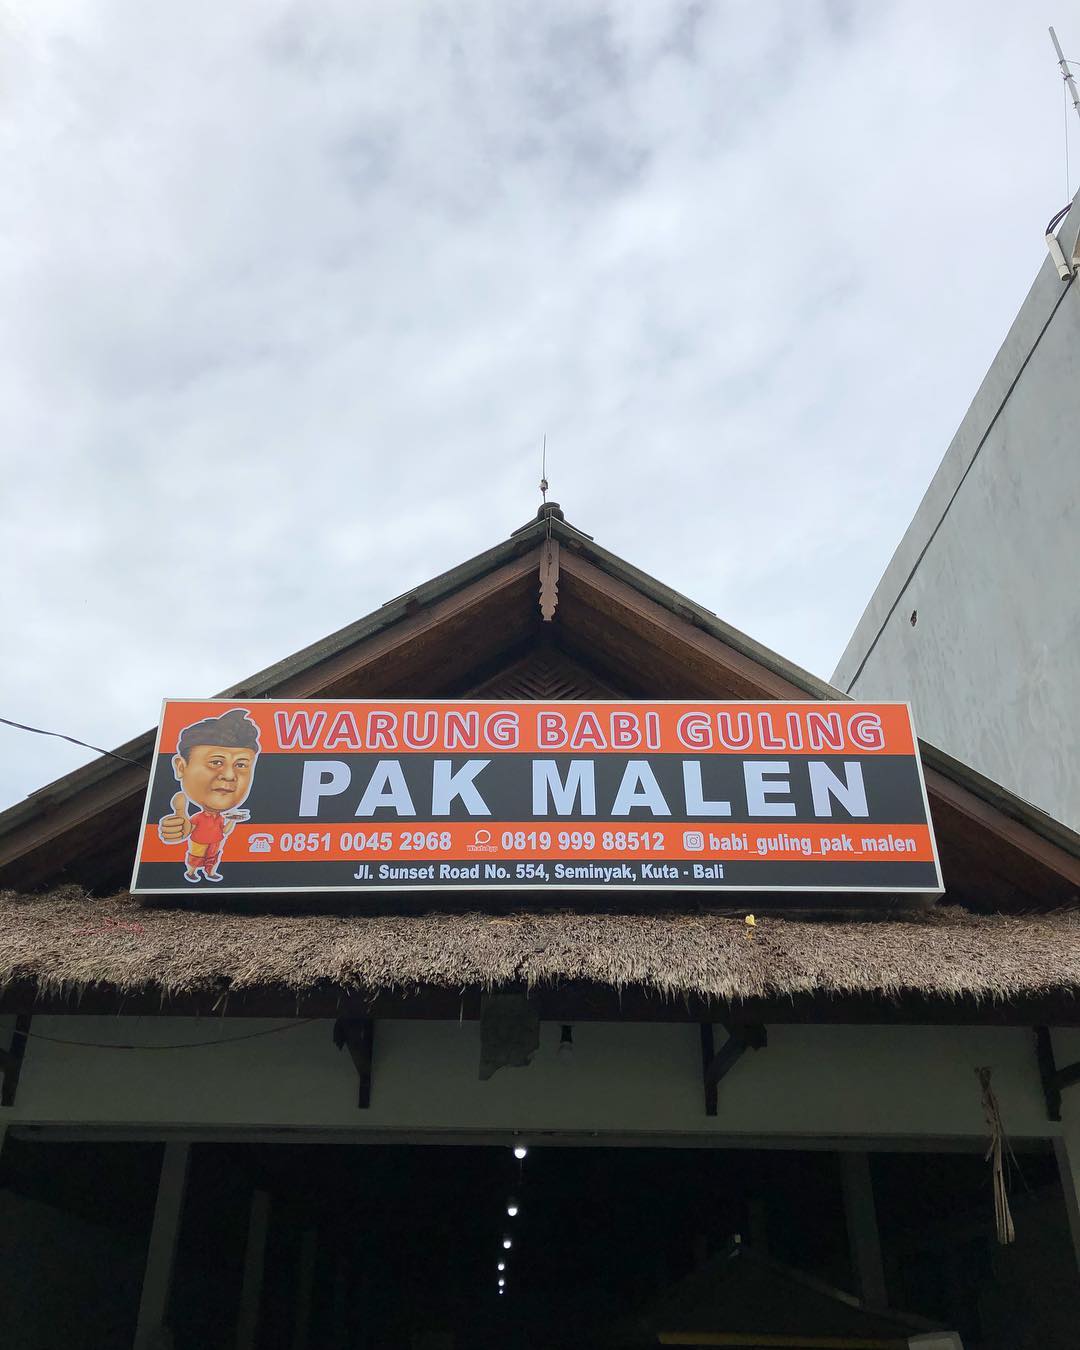 WARUNG BABI GULING
PAK MALEN
0851 0045 2968 WhatsApp 0819 999 88512 babi_guling_pak_malen
Jl. Sunset Road No. 554, Seminyak, Kuta - Bali